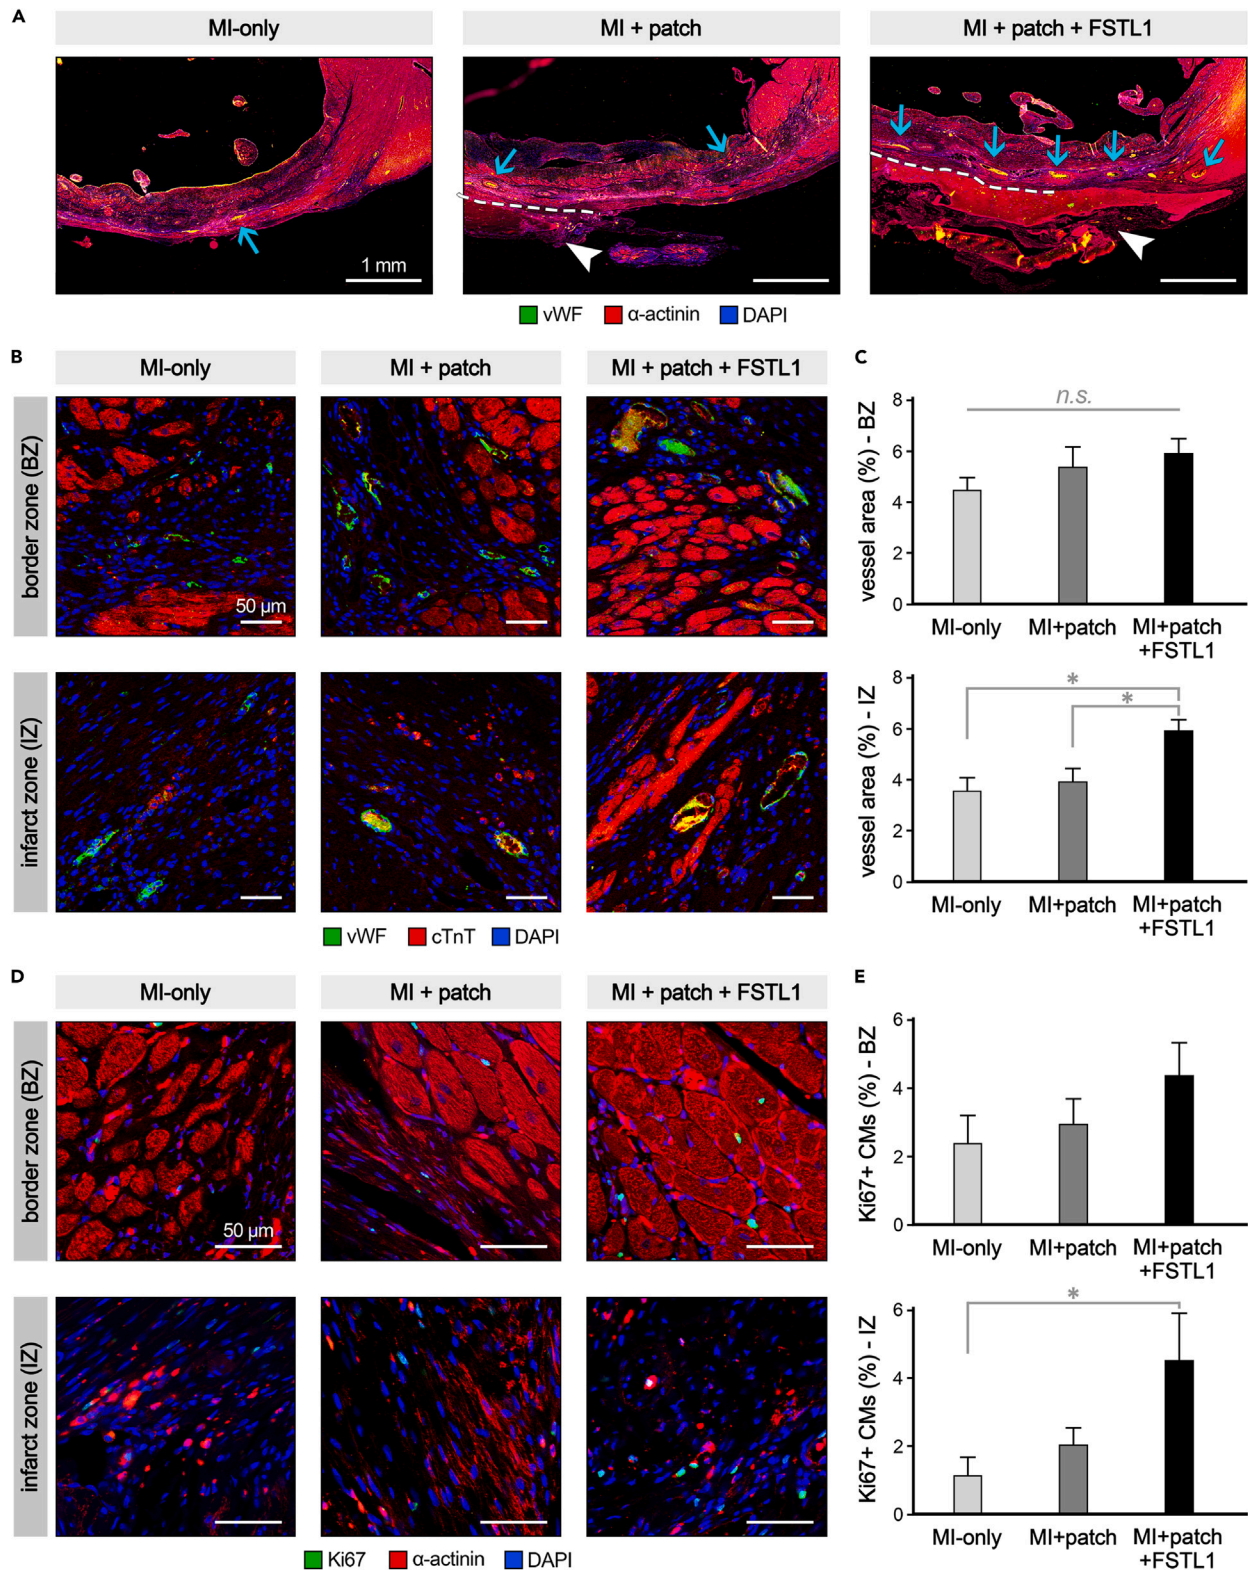 A
MI-only
MI + patch
MI + patch + FSTL1
1 mm
vWF
α-actinin
DAPI
B
MI-only
MI + patch
MI + patch + FSTL1
border zone (BZ)
50 µm
infarct zone (IZ)
vWF
cTnT
DAPI
C
vessel area (%) - BZ
8
6
4
2
0
n.s.
MI-only
MI+patch
MI+patch
+FSTL1
vessel area (%) - IZ
8
6
4
2
0
*
*
MI-only
MI+patch
MI+patch
+FSTL1
D
MI-only
MI + patch
MI + patch + FSTL1
border zone (BZ)
50 µm
infarct zone (IZ)
Ki67
α-actinin
DAPI
E
Ki67+ CMs (%) - BZ
6
4
2
0
MI-only
MI+patch
MI+patch
+FSTL1
Ki67+ CMs (%) - IZ
6
4
2
0
*
MI-only
MI+patch
MI+patch
+FSTL1